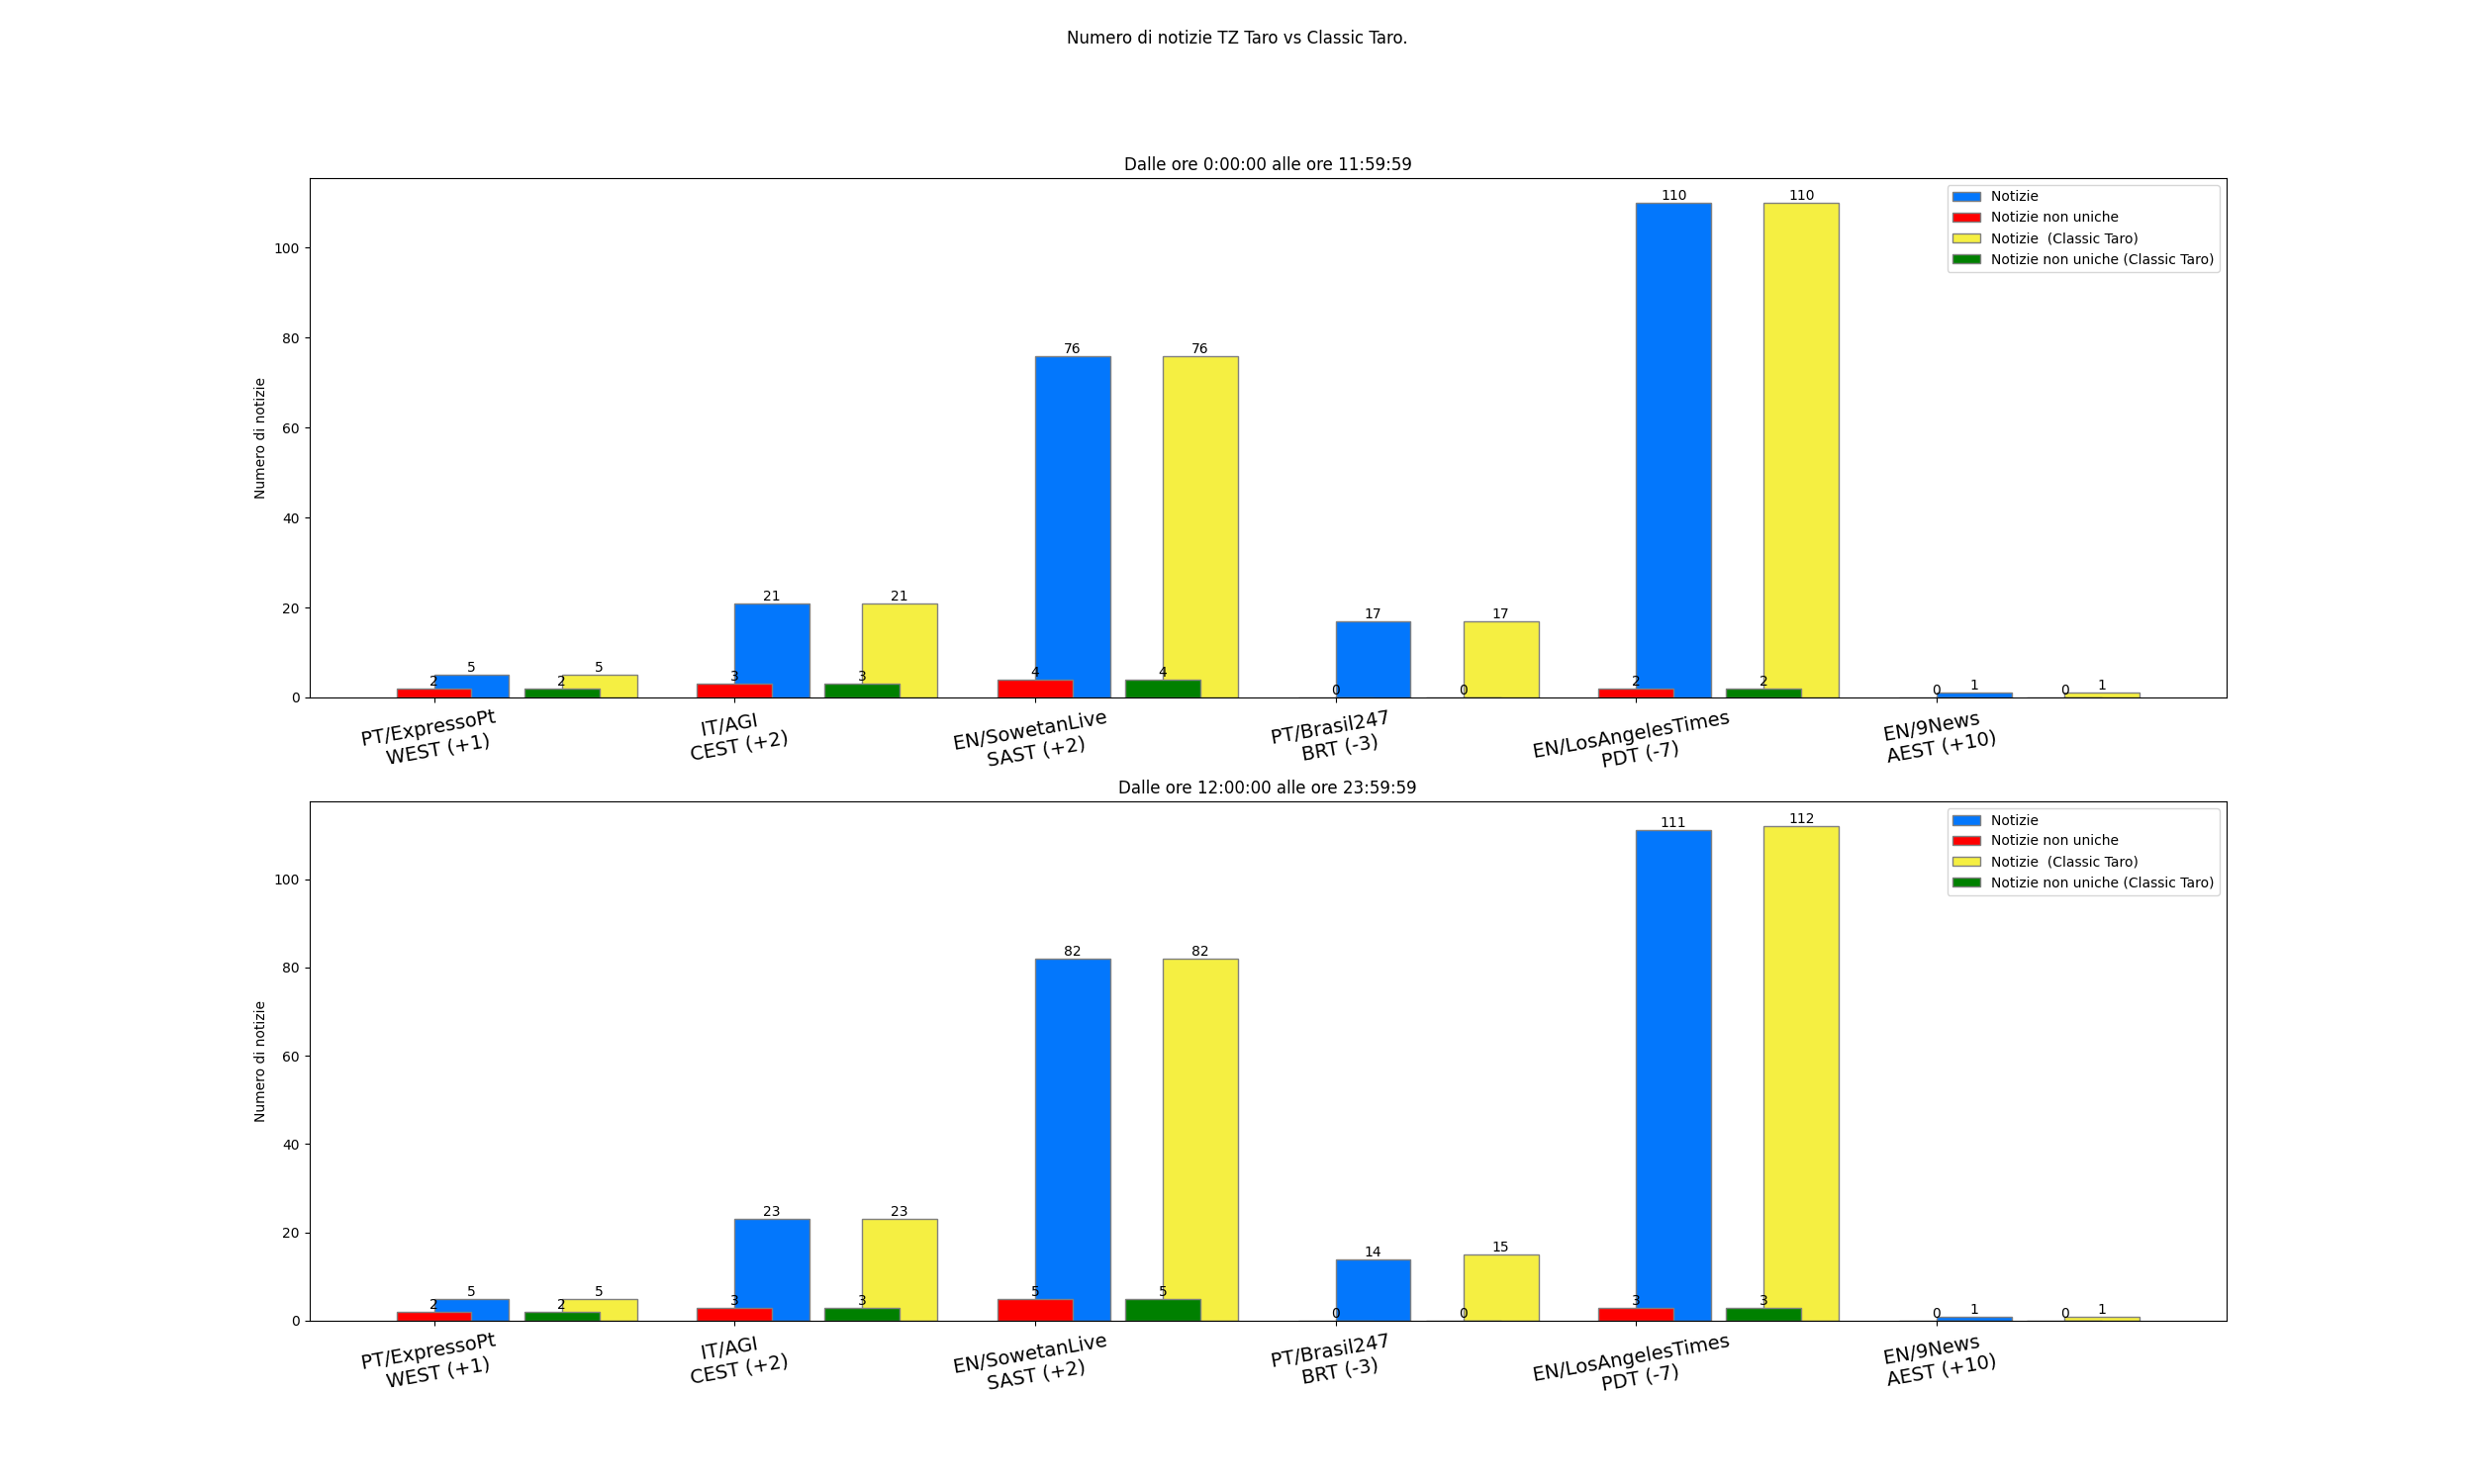 Numero di notizie TZ Taro vs Classic Taro.
Dalle ore 0:00:00 alle ore 11:59:59
Numero di notizie
100
80
60
40
20
0
Notizie
Notizie non uniche
Notizie  (Classic Taro)
Notizie non uniche (Classic Taro)
2 5 2 5
3 21 3 21
4 76 4 76
0 17 0 17
2 110 2 110
0 1 0 1
PT/ExpressoPt
WEST (+1)
IT/AGI
CEST (+2)
EN/SowetanLive
SAST (+2)
PT/Brasil247
BRT (-3)
EN/LosAngelesTimes
PDT (-7)
EN/9News
AEST (+10)
Dalle ore 12:00:00 alle ore 23:59:59
Numero di notizie
100
80
60
40
20
0
Notizie
Notizie non uniche
Notizie  (Classic Taro)
Notizie non uniche (Classic Taro)
2 5 2 5
3 23 3 23
5 82 5 82
0 14 0 15
3 111 3 112
0 1 0 1
PT/ExpressoPt
WEST (+1)
IT/AGI
CEST (+2)
EN/SowetanLive
SAST (+2)
PT/Brasil247
BRT (-3)
EN/LosAngelesTimes
PDT (-7)
EN/9News
AEST (+10)